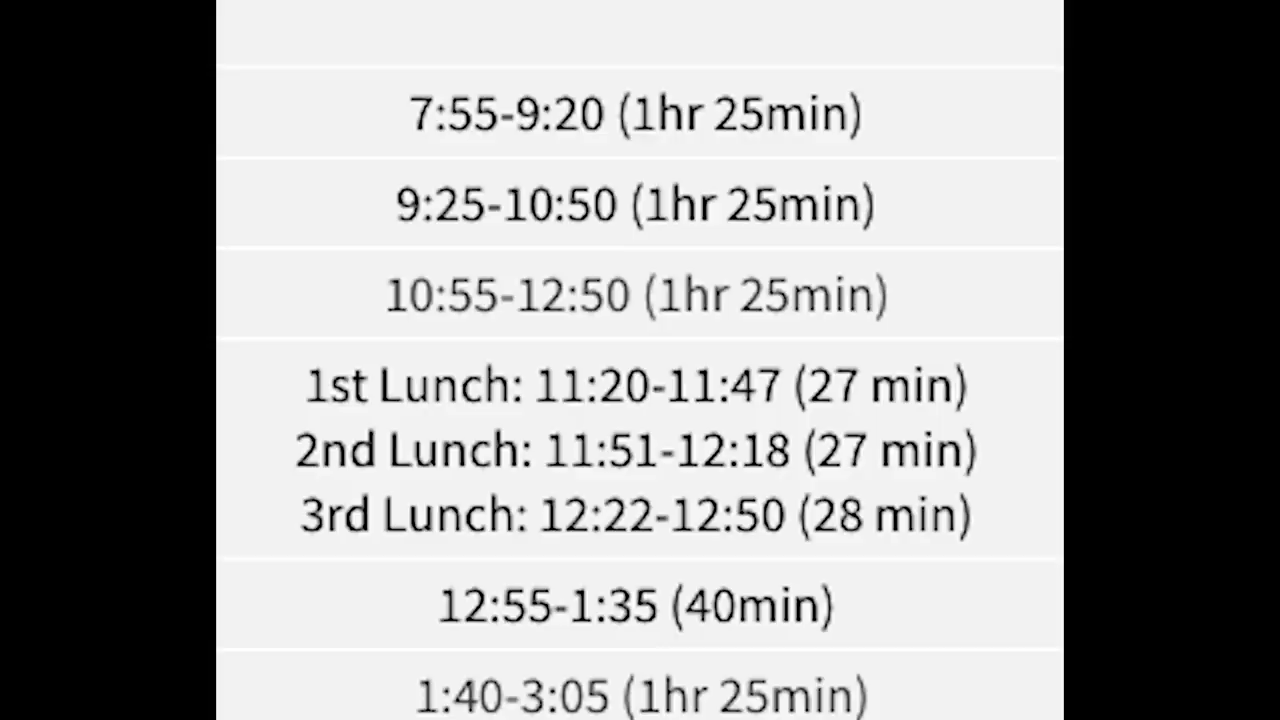 7:55-9:20 (1hr 25min)
9:25-10:50 (1hr 25min)
10:55-12:50 (1hr 25min)
1st Lunch: 11:20-11:47 (27 min)
2nd Lunch: 11:51-12:18 (27 min)
3rd Lunch: 12:22-12:50 (28 min)
12:55-1:35 (40min)
1:40-3:05 (1hr 25min)